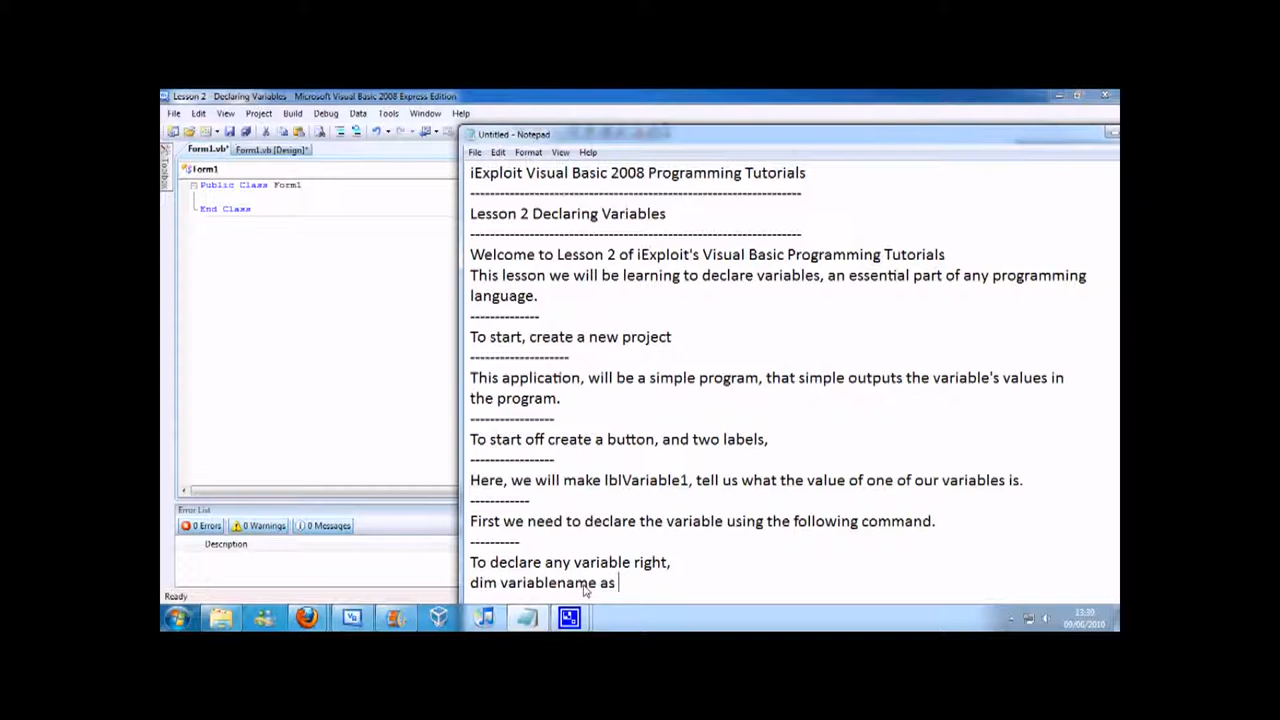 Lesson 2 - Declaring Variables - Microsoft Visual Basic 2008 Express Edition
File Edit View Project Build Debug Data Tools Window Help
Form1.vb* Form1.vb [Design]*
Toolbox
Form1
Public Class Form1
End Class
Untitled - Notepad
File Edit Format View Help
iExploit Visual Basic 2008 Programming Tutorials
-------------------------------------------------------------------
Lesson 2 Declaring Variables
-------------------------------------------------------------------
Welcome to Lesson 2 of iExploit's Visual Basic Programming Tutorials
This lesson we will be learning to declare variables, an essential part of any programming
language.
--------------
To start, create a new project
--------------------
This application, will be a simple program, that simple outputs the variable's values in
the program.
-----------------
To start off create a button, and two labels,
-----------------
Here, we will make lblVariable1, tell us what the value of one of our variables is.
------------
First we need to declare the variable using the following command.
----------
To declare any variable right,
dim variablename as
Error List
0 Errors 0 Warnings 0 Messages
Description
Ready
13:39
09/06/2010